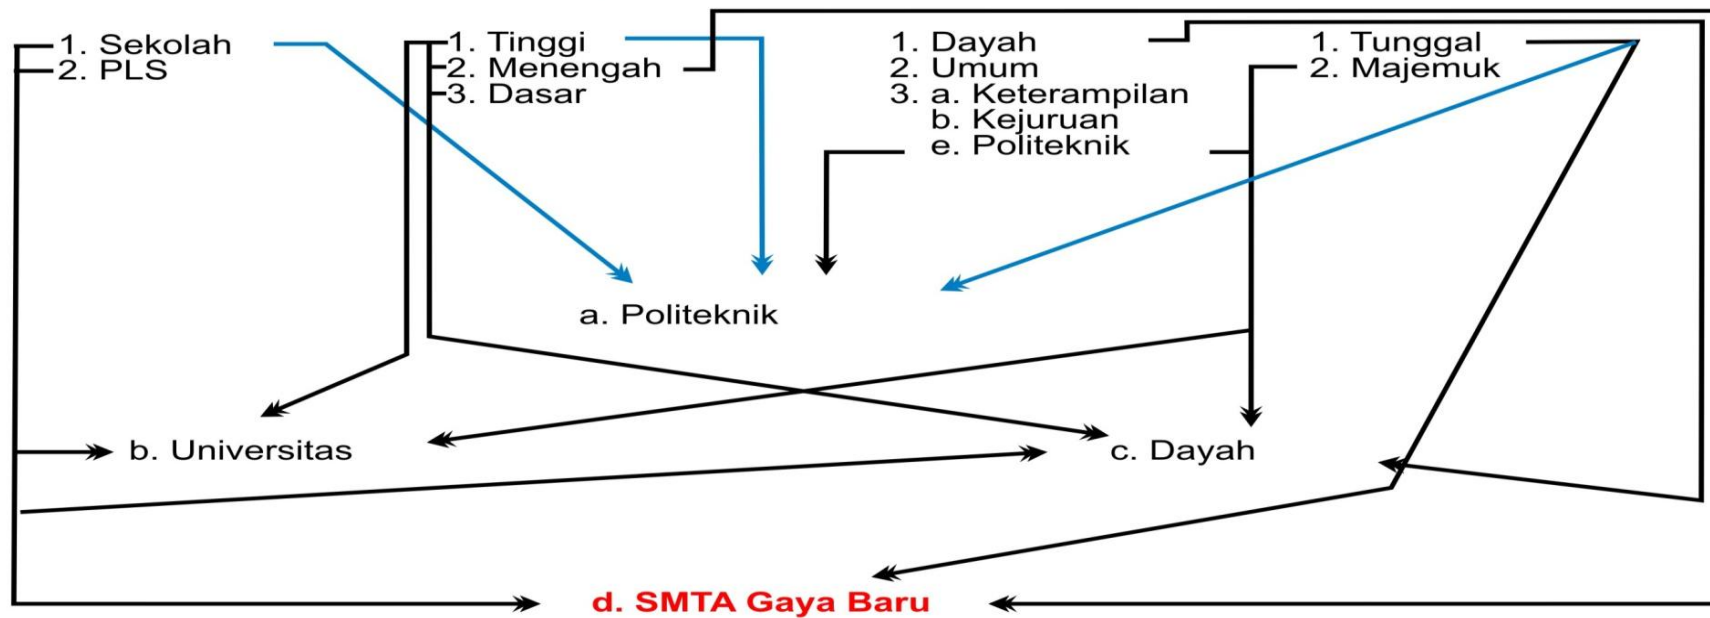 1. Sekolah
2. PLS
1. Tinggi
2. Menengah
3. Dasar
1. Dayah
2. Umum
3. a. Keterampilan
b. Kejuruan
e. Politeknik
1. Tunggal
2. Majemuk
a. Politeknik
b. Universitas
c. Dayah
d. SMTA Gaya Baru